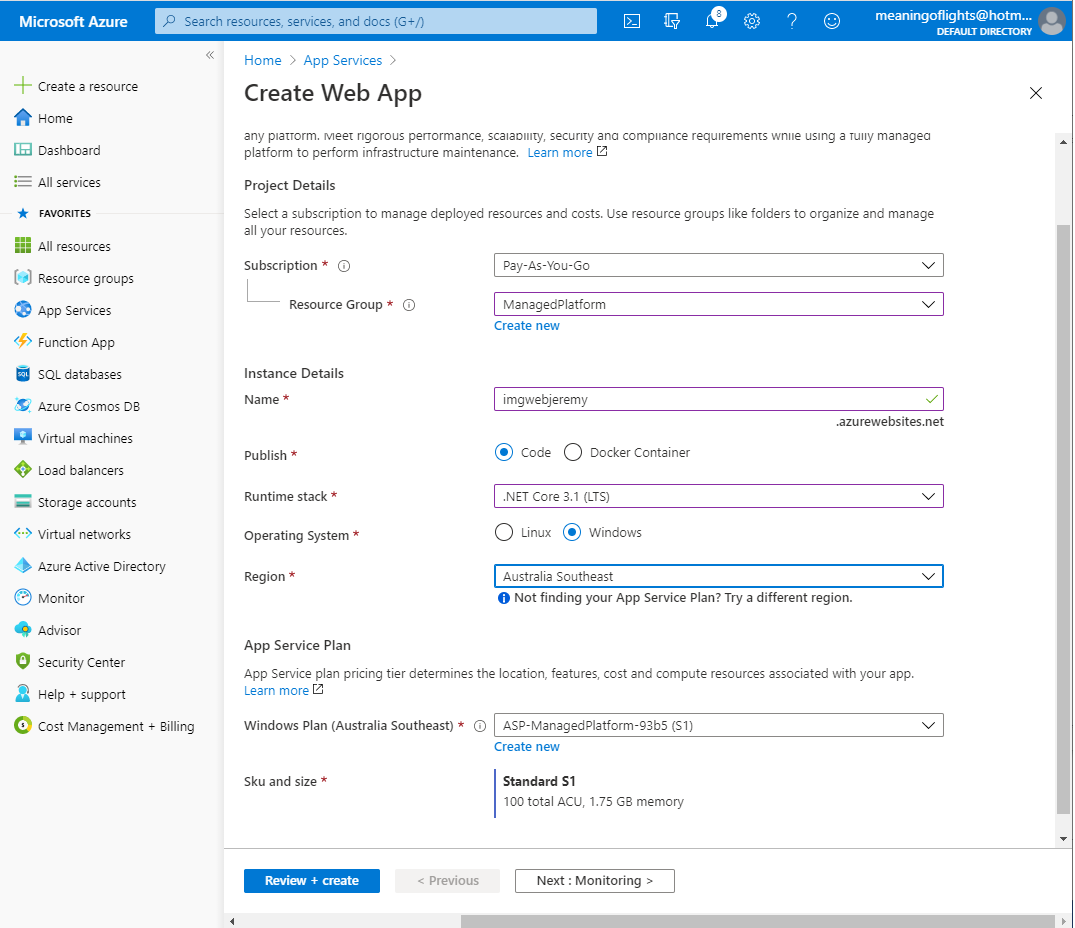 Microsoft Azure
Search resources, services, and docs (G+/)
8
meaningoflights@hotm...
DEFAULT DIRECTORY
«
Create a resource
Home
Dashboard
All services
FAVORITES
All resources
Resource groups
App Services
Function App
SQL databases
Azure Cosmos DB
Virtual machines
Load balancers
Storage accounts
Virtual networks
Azure Active Directory
Monitor
Advisor
Security Center
Help + support
Cost Management + Billing
Home > App Services >
Create Web App
any platform. Meet rigorous performance, scalability, security and compliance requirements while using a fully managed
platform to perform infrastructure maintenance. Learn more
Project Details
Select a subscription to manage deployed resources and costs. Use resource groups like folders to organize and manage
all your resources.
Subscription *
Pay-As-You-Go
Resource Group *
ManagedPlatform
Create new
Instance Details
Name *
imgwebjeremy
.azurewebsites.net
Publish *
Code Docker Container
Runtime stack *
.NET Core 3.1 (LTS)
Operating System *
Linux Windows
Region *
Australia Southeast
Not finding your App Service Plan? Try a different region.
App Service Plan
App Service plan pricing tier determines the location, features, cost and compute resources associated with your app.
Learn more
Windows Plan (Australia Southeast) *
ASP-ManagedPlatform-93b5 (S1)
Create new
Sku and size *
Standard S1
100 total ACU, 1.75 GB memory
Review + create
< Previous
Next : Monitoring >